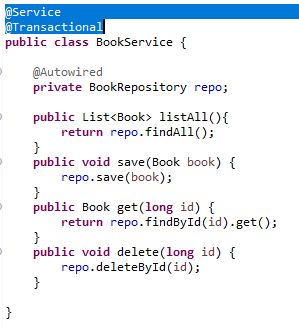 @Service
@Transactional
public class BookService {
@Autowired
private BookRepository repo;
public List<Book> listAll(){
return repo.findAll();
}
public void save(Book book) {
repo.save(book);
}
public Book get(long id) {
return repo.findById(id).get();
}
public void delete(long id) {
repo.deleteById(id);
}
}